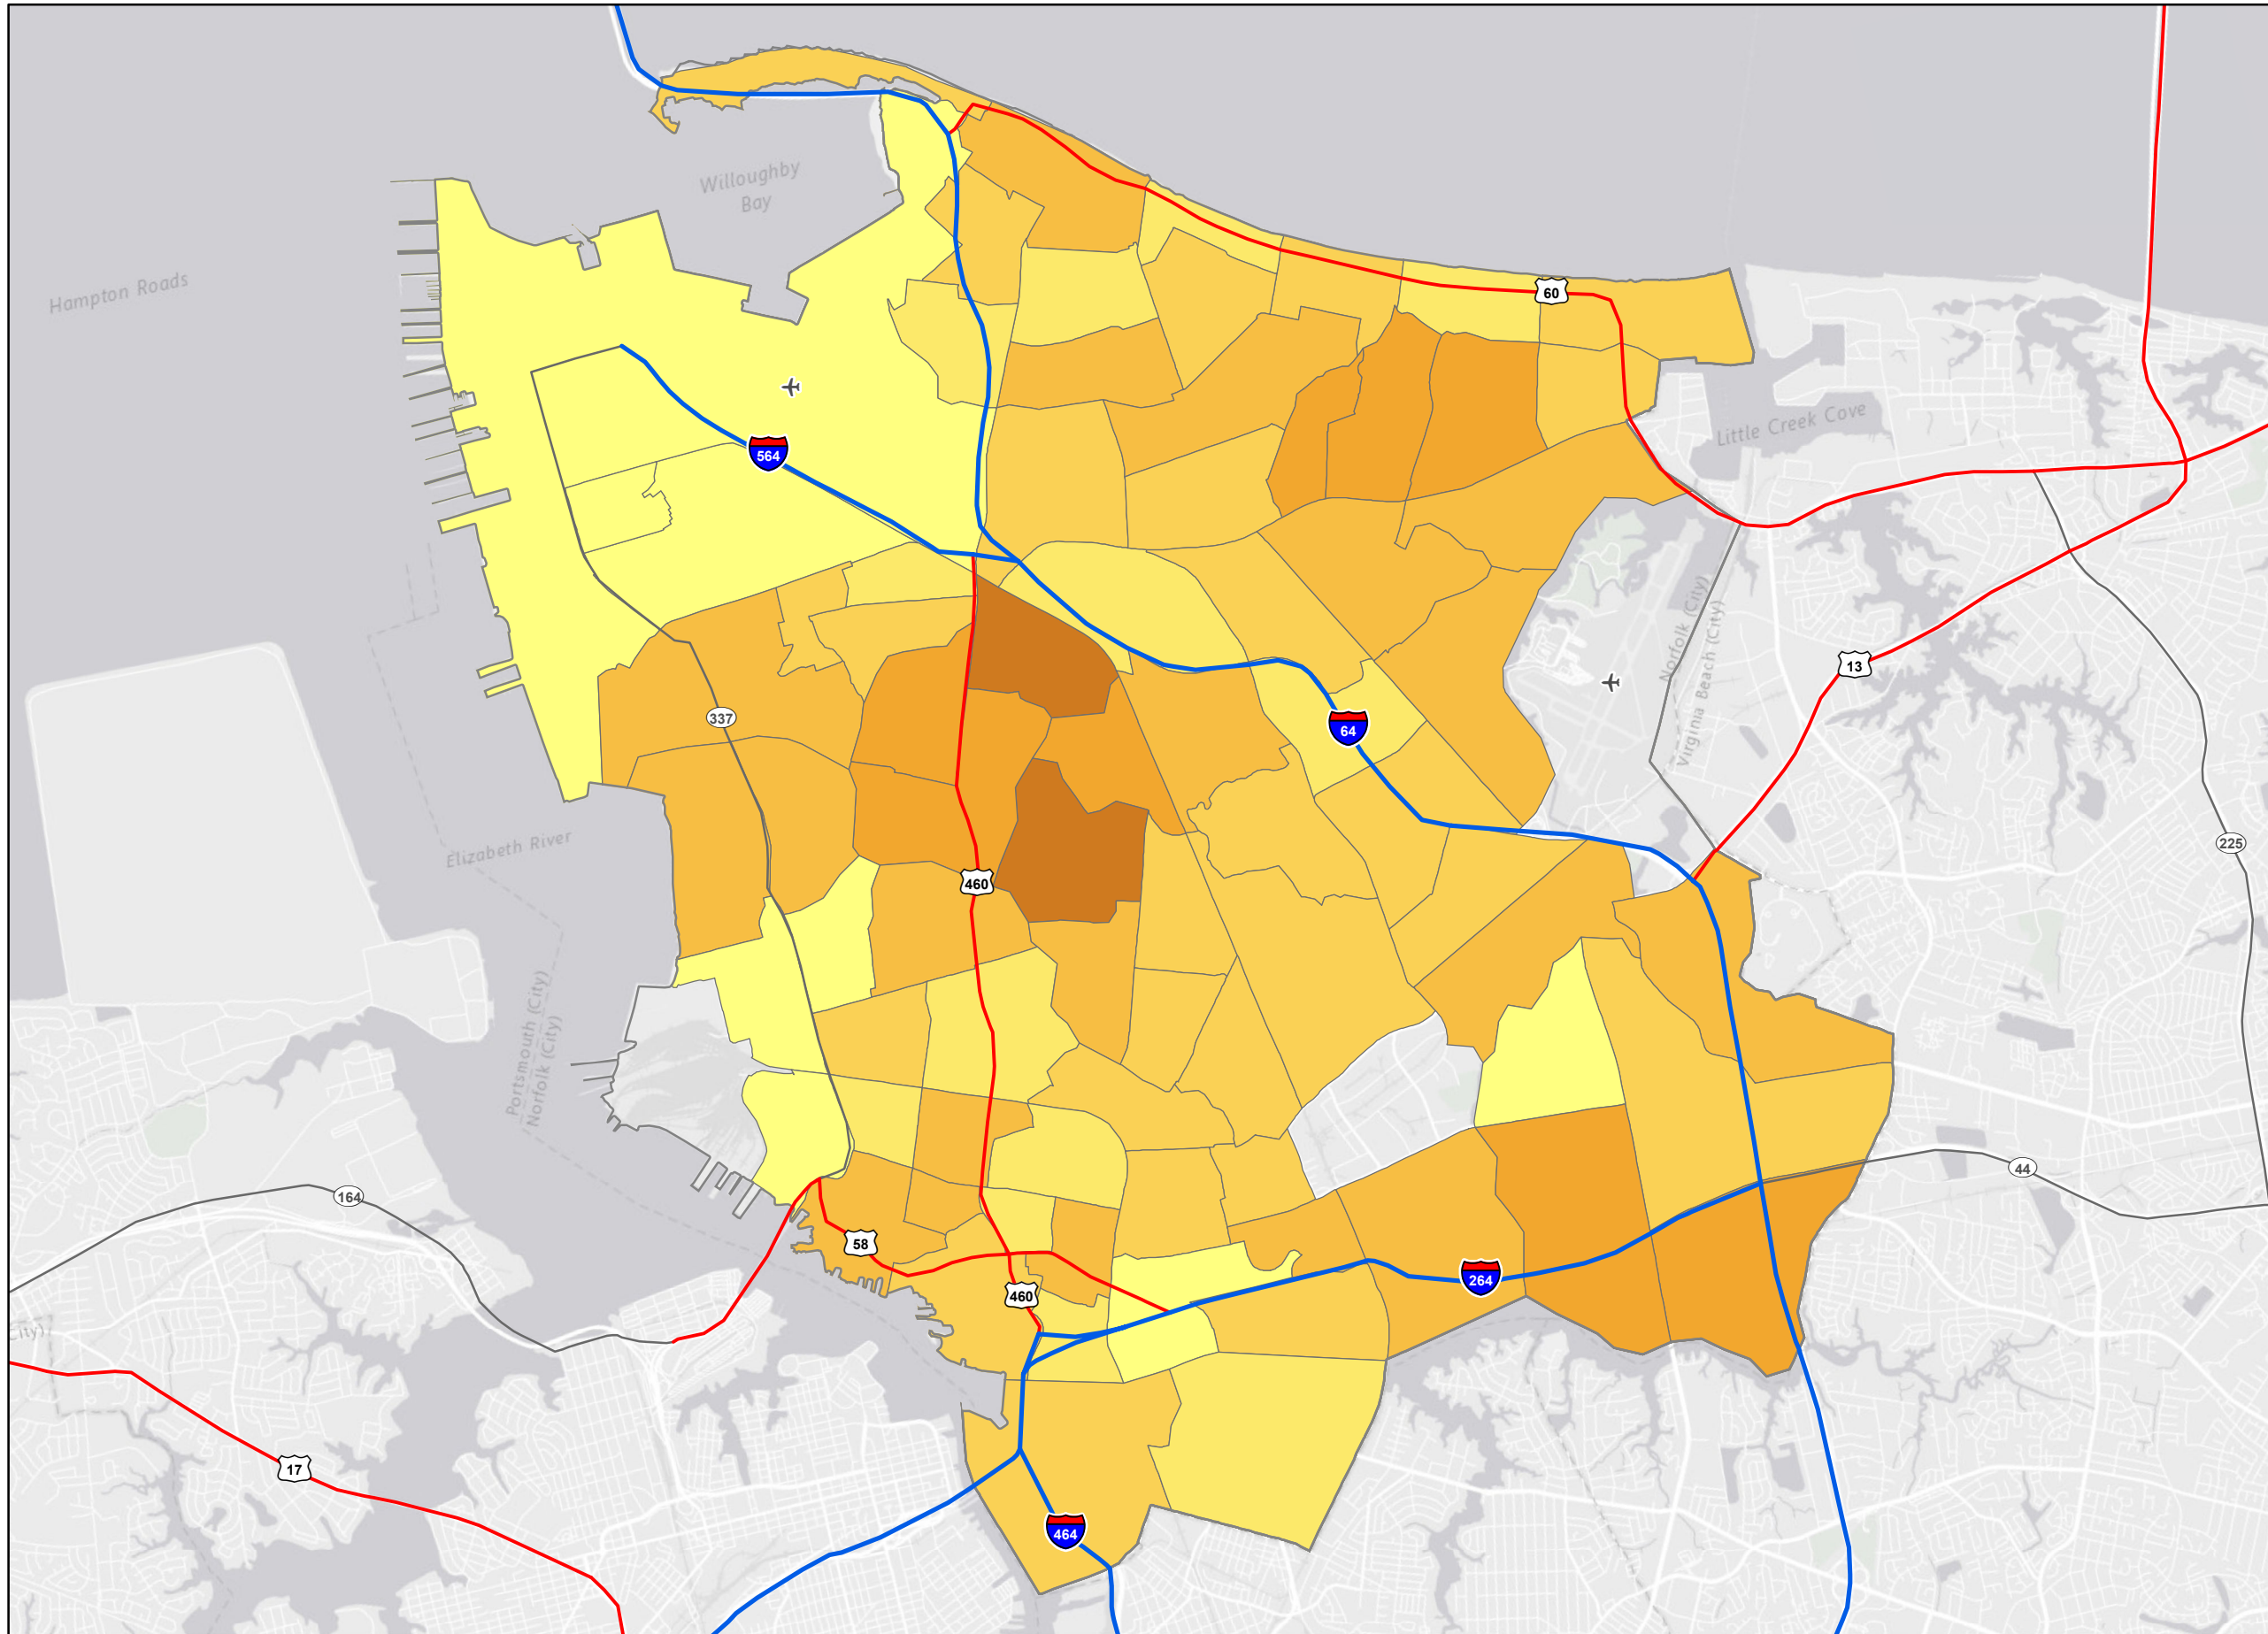 Willoughby
Bay
Hampton Roads
60
Little Creek Cove
564
Norfolk (City)
Virginia Beach (City)
13
337
64
Elizabeth River
225
460
Portsmouth (City)
Norfolk (City)
44
164
58
264
460
City)
17
464